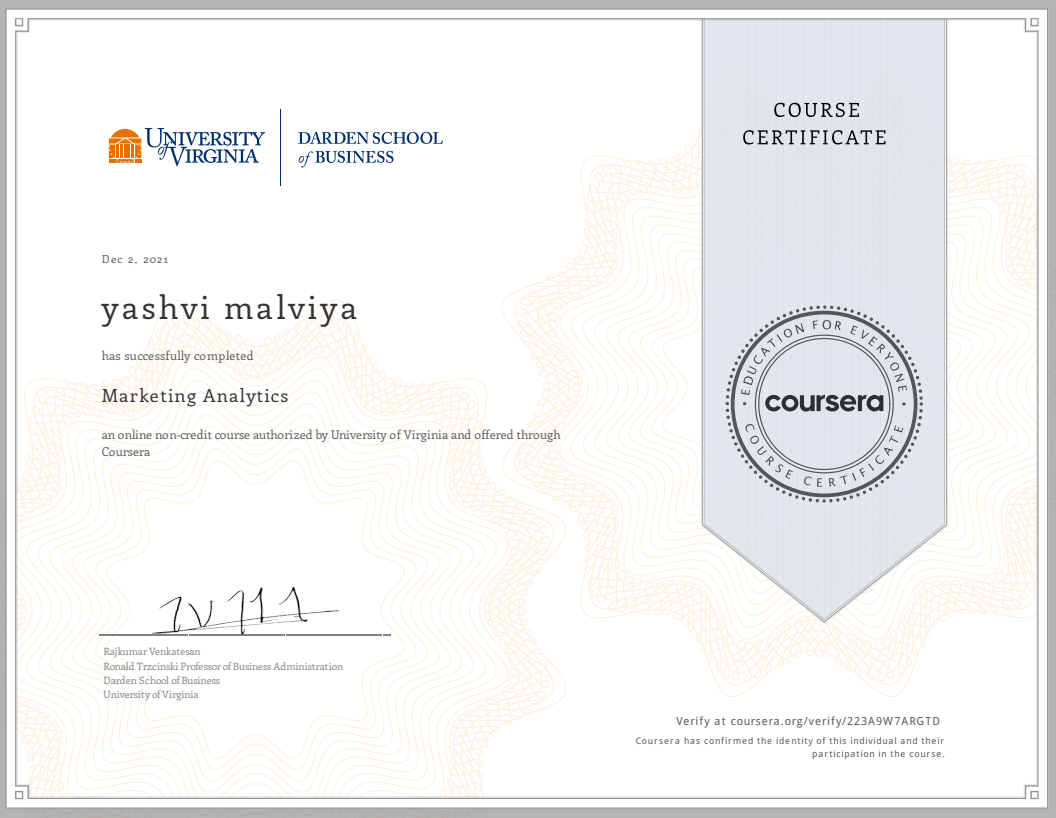 UNIVERSITY
of VIRGINIA
DARDEN SCHOOL
of BUSINESS
COURSE
CERTIFICATE
Dec 2, 2021
yashvi malviya
has successfully completed
Marketing Analytics
an online non-credit course authorized by University of Virginia and offered through
Coursera
EDUCATION FOR EVERYONE
coursera
COURSE CERTIFICATE
Rajkumar Venkatesan
Ronald Trzcinski Professor of Business Administration
Darden School of Business
University of Virginia
Verify at coursera.org/verify/223A9W7ARGTD
Coursera has confirmed the identity of this individual and their
participation in the course.